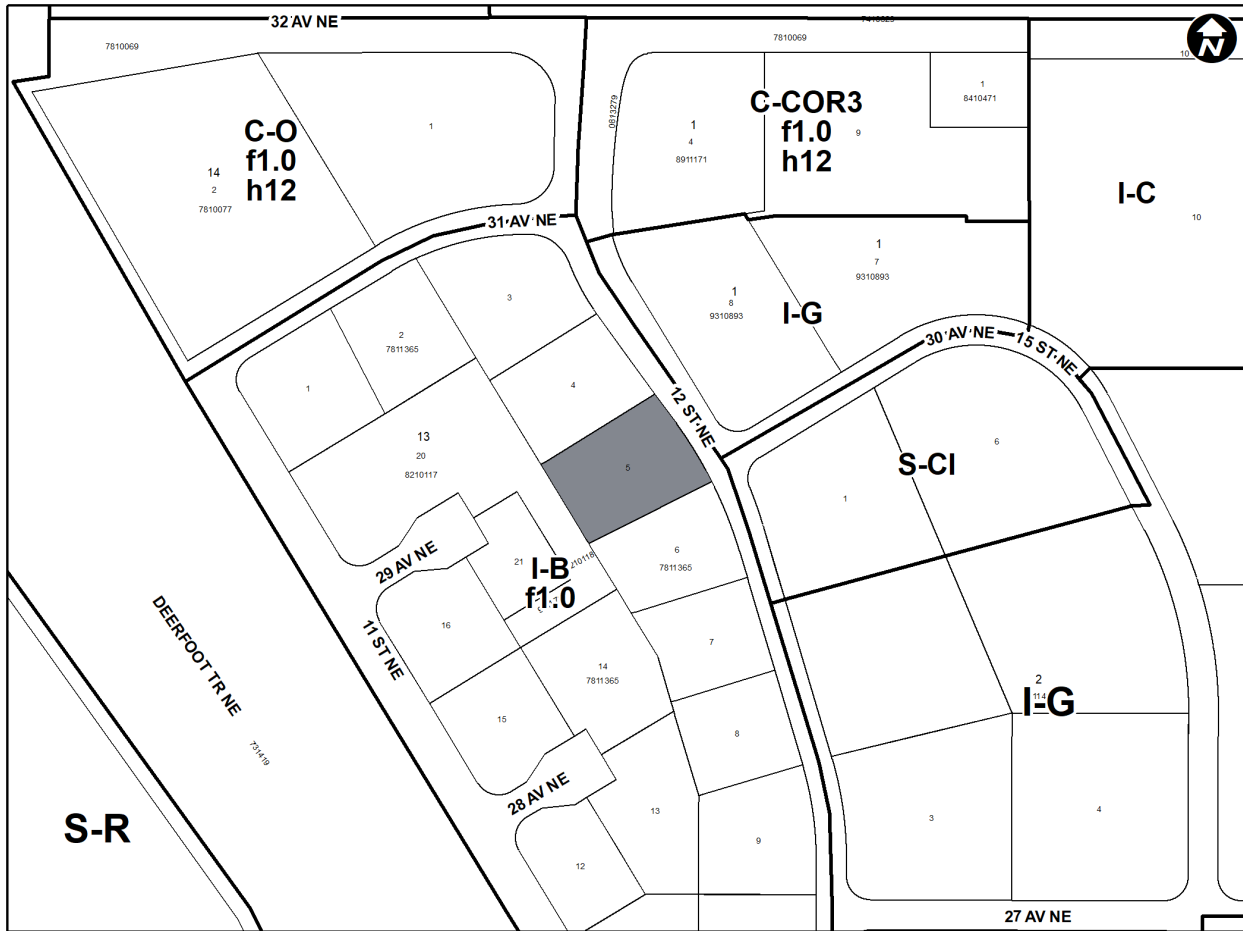 32 AV NE
7810069
7810069
10
N
1
8410471
C-O
f1.0
h12
1
0613279
C-COR3
f1.0
h12
1
4
8911171
9
14
2
7810077
I-C
10
31 AV NE
1
7
9310893
1
8
9310893
I-G
3
2
7811365
1
4
30 AV NE
15 ST NE
12 ST NE
13
20
8210117
5
S-CI
6
1
29 AV NE
21
I-B
f1.0
6
7811365
16
11 ST NE
7
DEERFOOT TR NE
731419
14
7811365
2
I-G
15
8
28 AV NE
13
3
4
S-R
9
12
27 AV NE